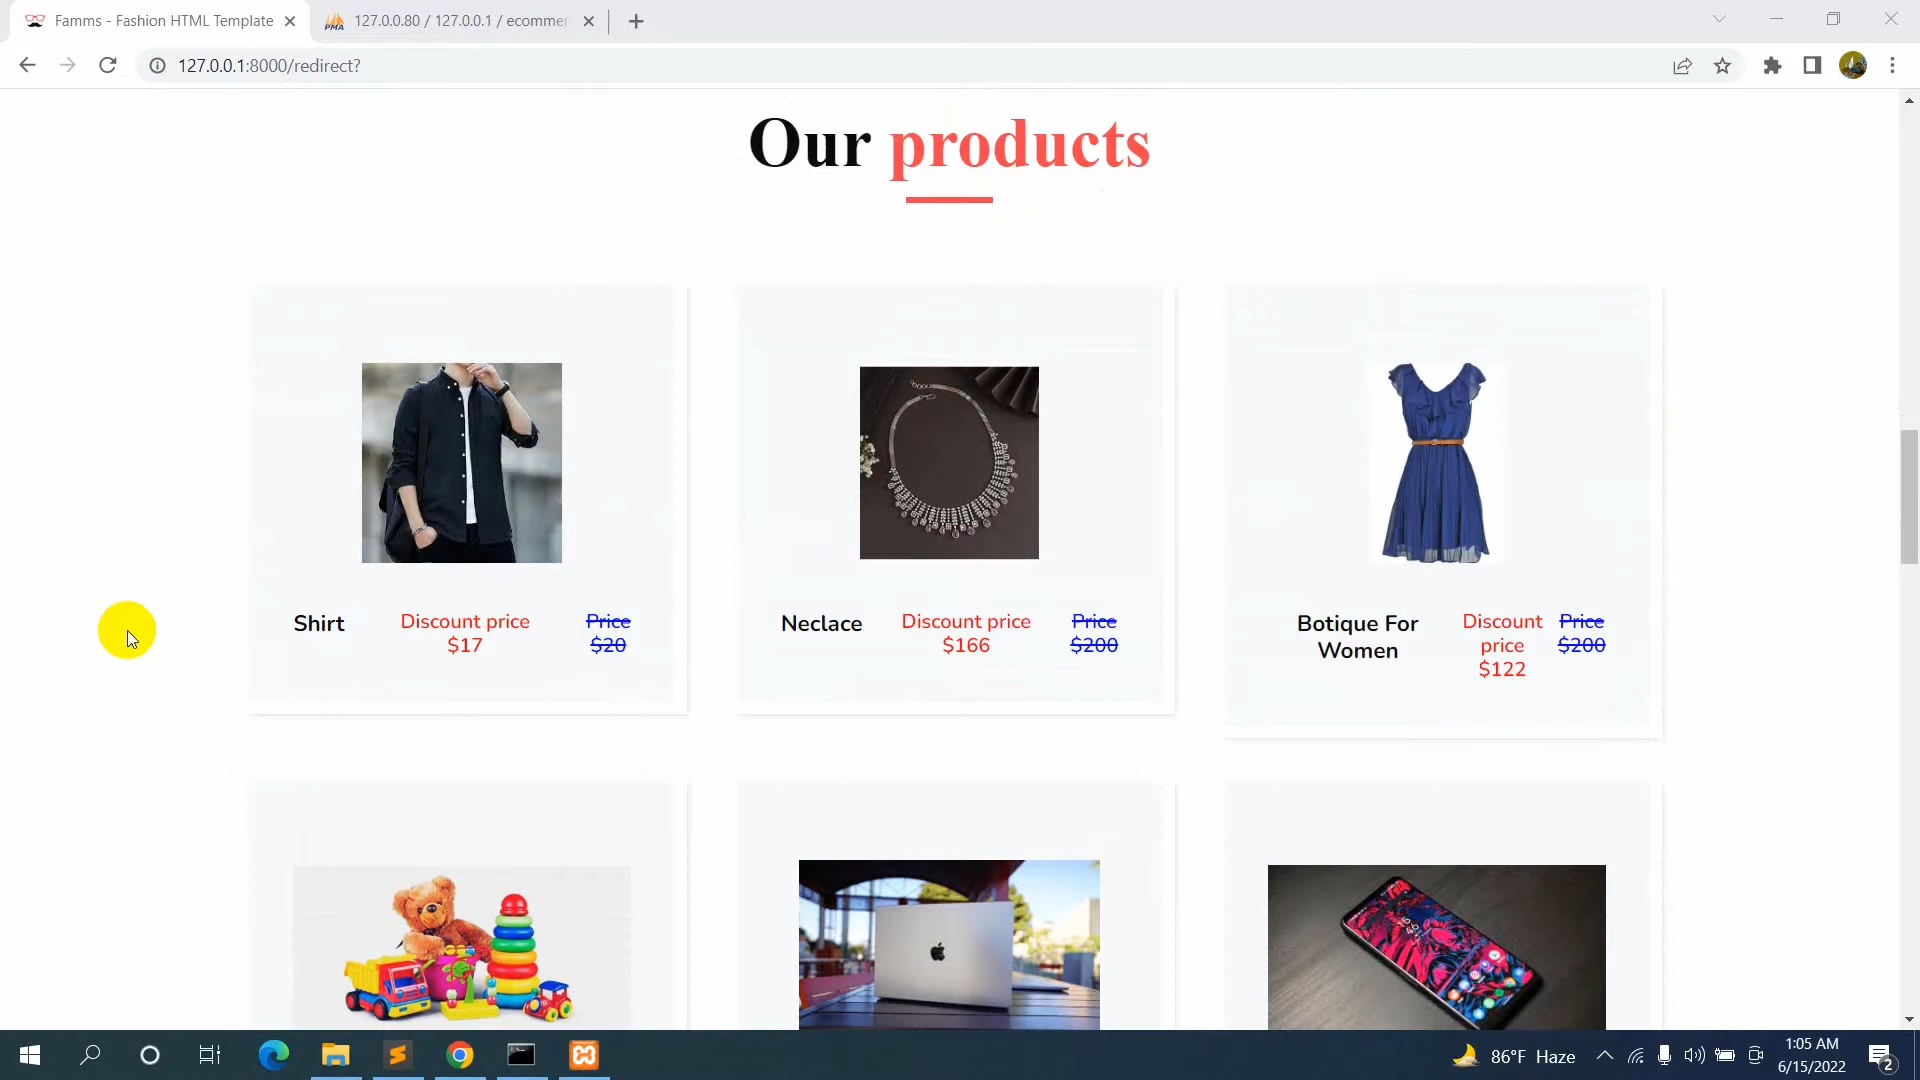 Famms - Fashion HTML Template
127.0.0.80 / 127.0.0.1 / ecommer
127.0.0.1:8000/redirect?
Our products
Shirt
Discount price
$17
Price
$20
Neclace
Discount price
$166
Price
$200
Botique For
Women
Discount
price
$122
Price
$200
86°F Haze
1:05 AM
6/15/2022
2